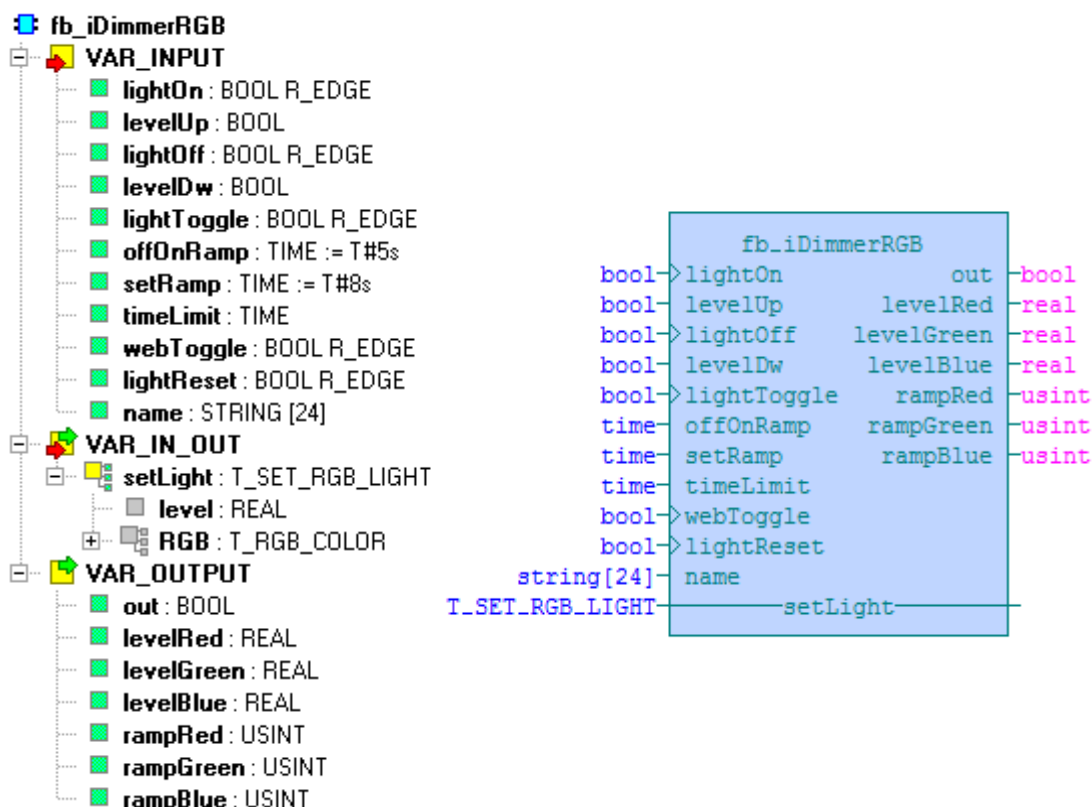 fb_iDimmerRGB
VAR_INPUT
lightOn : BOOL R_EDGE
levelUp : BOOL
lightOff : BOOL R_EDGE
levelDw : BOOL
lightToggle : BOOL R_EDGE
offOnRamp : TIME := T#5s
setRamp : TIME := T#8s
timeLimit : TIME
webToggle : BOOL R_EDGE
lightReset : BOOL R_EDGE
name : STRING [24]
VAR_IN_OUT
setLight : T_SET_RGB_LIGHT
level : REAL
RGB : T_RGB_COLOR
VAR_OUTPUT
out : BOOL
levelRed : REAL
levelGreen : REAL
levelBlue : REAL
rampRed : USINT
rampGreen : USINT
rampBlue : USINT
fb_iDimmerRGB
bool lightOn out bool
bool levelUp levelRed real
bool lightOff levelGreen real
bool levelDw levelBlue real
bool lightToggle rampRed usint
time offOnRamp rampGreen usint
time setRamp rampBlue usint
time timeLimit
bool webToggle
bool lightReset
string[24] name
T_SET_RGB_LIGHT setLight